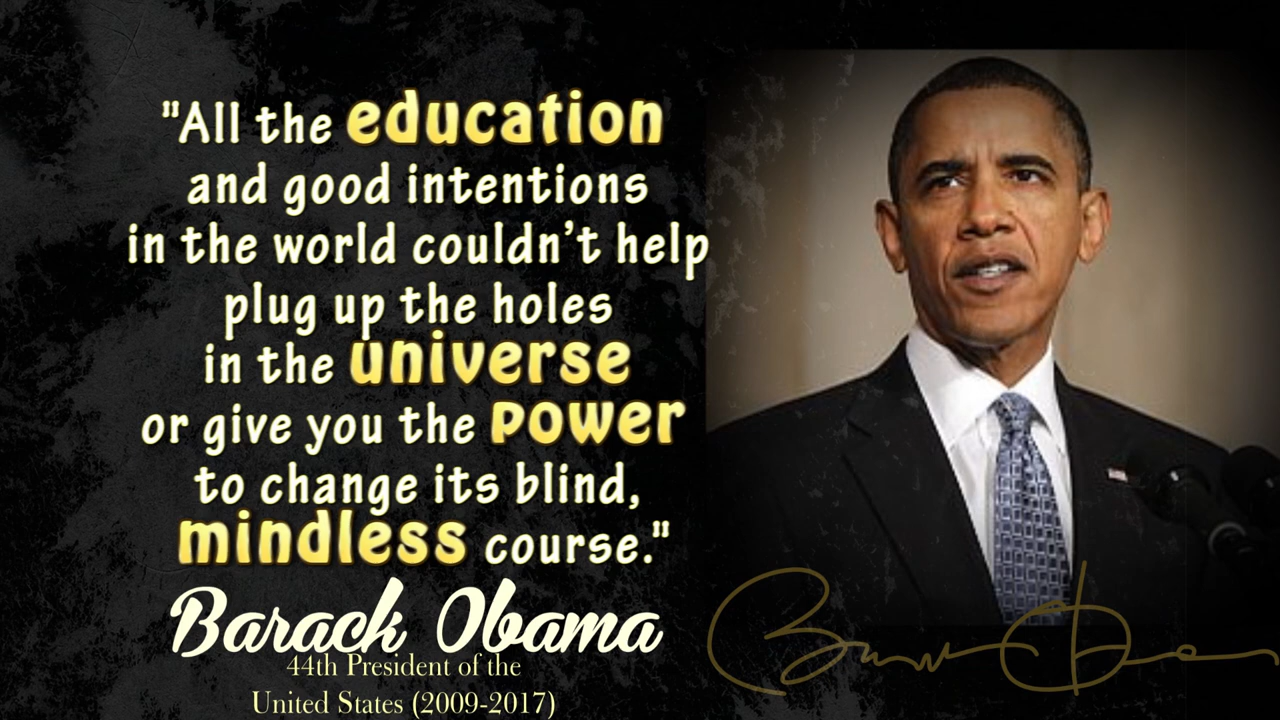 "All the education
and good intentions
in the world couldn't help
plug up the holes
in the universe
or give you the power
to change its blind,
mindless course."
Barack Obama
44th President of the
United States (2009-2017)